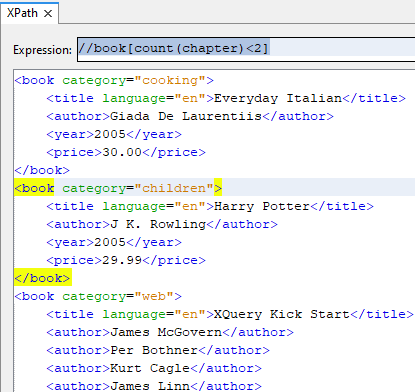 XPath ×
Expression: //book[count(chapter)<2]
<book category="cooking">
<title language="en">Everyday Italian</title>
<author>Giada De Laurentiis</author>
<year>2005</year>
<price>30.00</price>
</book>
<book category="children">
<title language="en">Harry Potter</title>
<author>J K. Rowling</author>
<year>2005</year>
<price>29.99</price>
</book>
<book category="web">
<title language="en">XQuery Kick Start</title>
<author>James McGovern</author>
<author>Per Bothner</author>
<author>Kurt Cagle</author>
<author>James Linn</author>